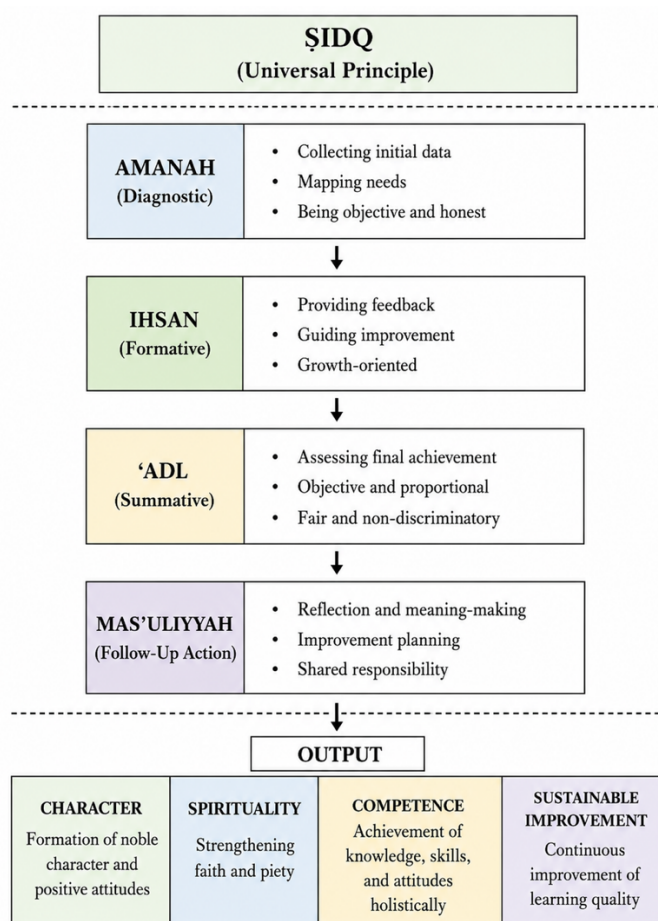 ṢIDQ
(Universal Principle)
AMANAH
(Diagnostic)
• Collecting initial data
• Mapping needs
• Being objective and honest
IHSAN
(Formative)
• Providing feedback
• Guiding improvement
• Growth-oriented
‘ADL
(Summative)
• Assessing final achievement
• Objective and proportional
• Fair and non-discriminatory
MAS’ULIYYAH
(Follow-Up Action)
• Reflection and meaning-making
• Improvement planning
• Shared responsibility
OUTPUT
CHARACTER
Formation of noble
character and
positive attitudes
SPIRITUALITY
Strengthening
faith and piety
COMPETENCE
Achievement of
knowledge, skills,
and attitudes
holistically
SUSTAINABLE
IMPROVEMENT
Continuous
improvement of
learning quality